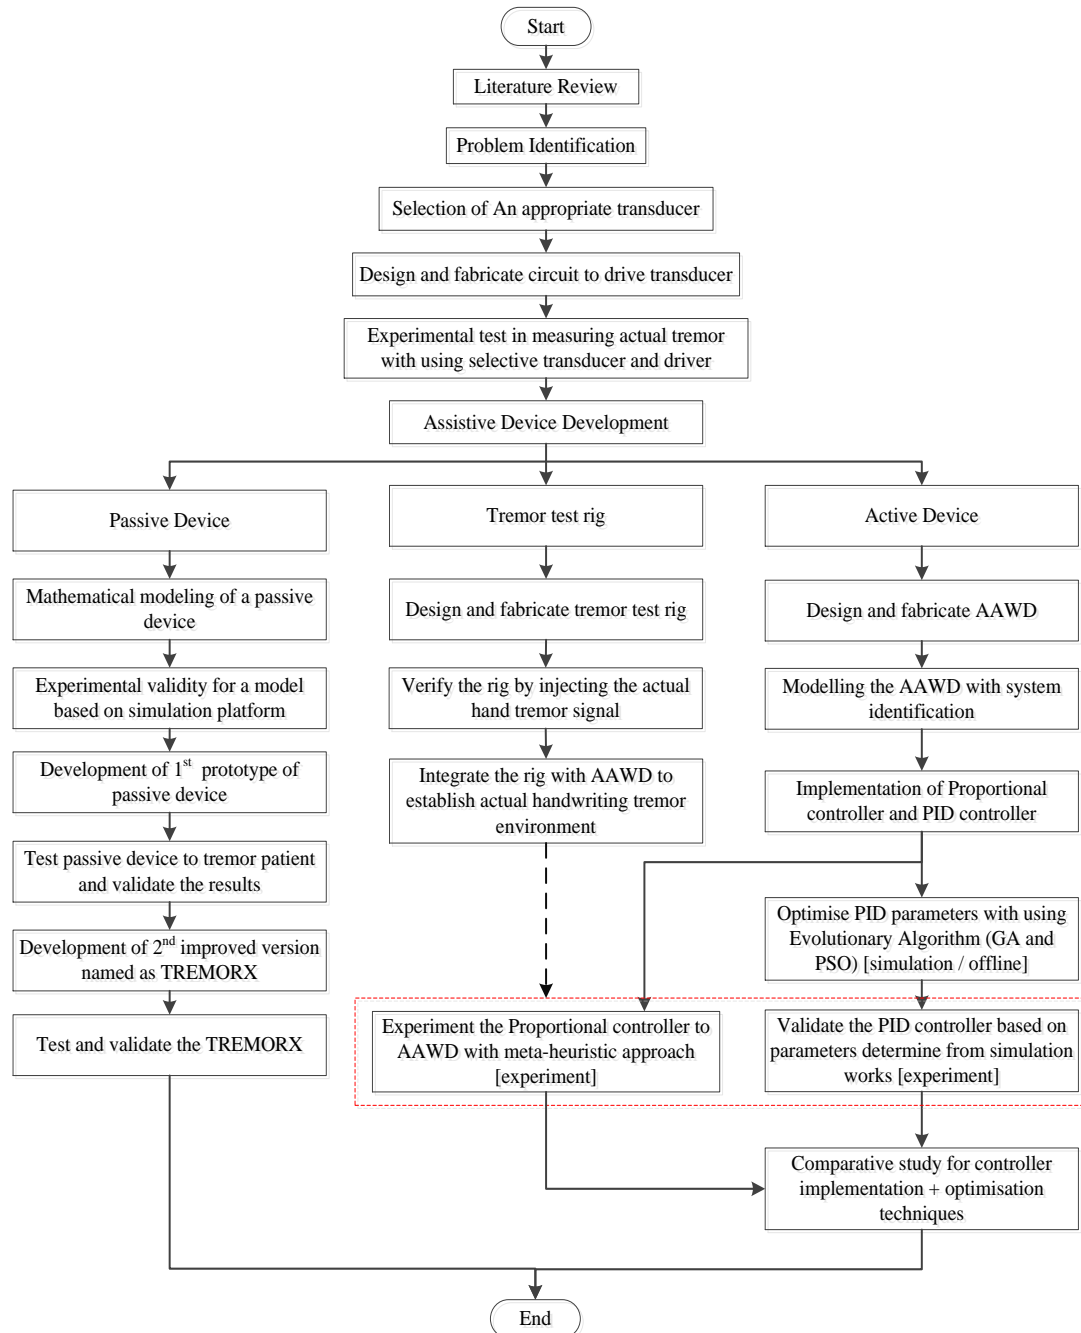 Start
Literature Review
Problem Identification
Selection of An appropriate transducer
Design and fabricate circuit to drive transducer
Experimental test in measuring actual tremor
with using selective transducer and driver
Assistive Device Development
Passive Device
Mathematical modeling of a passive
device
Experimental validity for a model
based on simulation platform
Development of 1st prototype of
passive device
Test passive device to tremor patient
and validate the results
Development of 2nd improved version
named as TREMORX
Test and validate the TREMORX
Tremor test rig
Design and fabricate tremor test rig
Verify the rig by injecting the actual
hand tremor signal
Integrate the rig with AAWD to
establish actual handwriting tremor
environment
Experiment the Proportional controller to
AAWD with meta-heuristic approach
[experiment]
Active Device
Design and fabricate AAWD
Modelling the AAWD with system
identification
Implementation of Proportional
controller and PID controller
Optimise PID parameters with using
Evolutionary Algorithm (GA and
PSO) [simulation / offline]
Validate the PID controller based on
parameters determine from simulation
works [experiment]
Comparative study for controller
implementation + optimisation
techniques
End